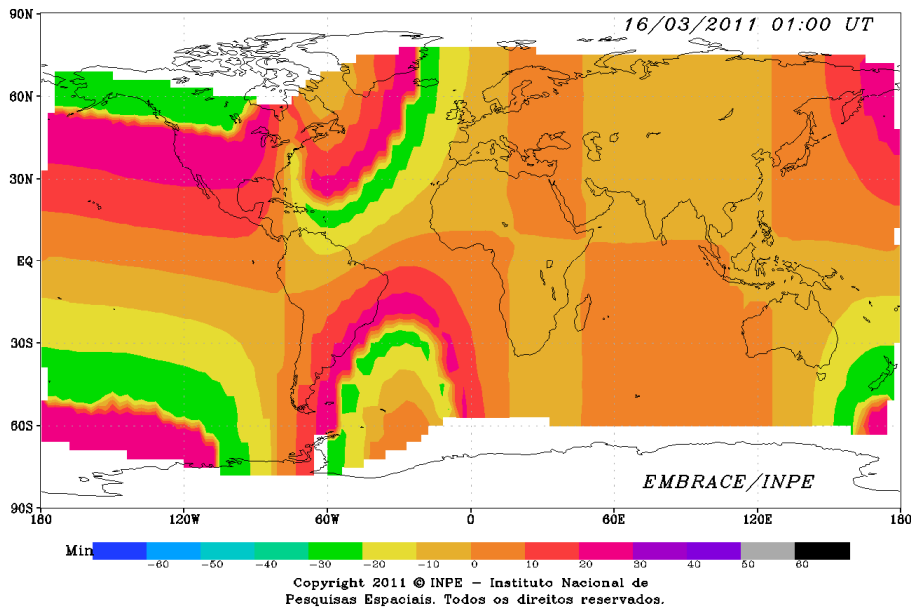 90N
16/03/2011 01:00 UT
60N
30N
EQ
30S
60S
EMBRACE/INPE
90S
180 120W 60W 0 60E 120E 180
Min
-60 -50 -40 -30 -20 -10 0 10 20 30 40 50 60
Copyright 2011 © INPE - Instituto Nacional de
Pesquisas Espaciais. Todos os direitos reservados.